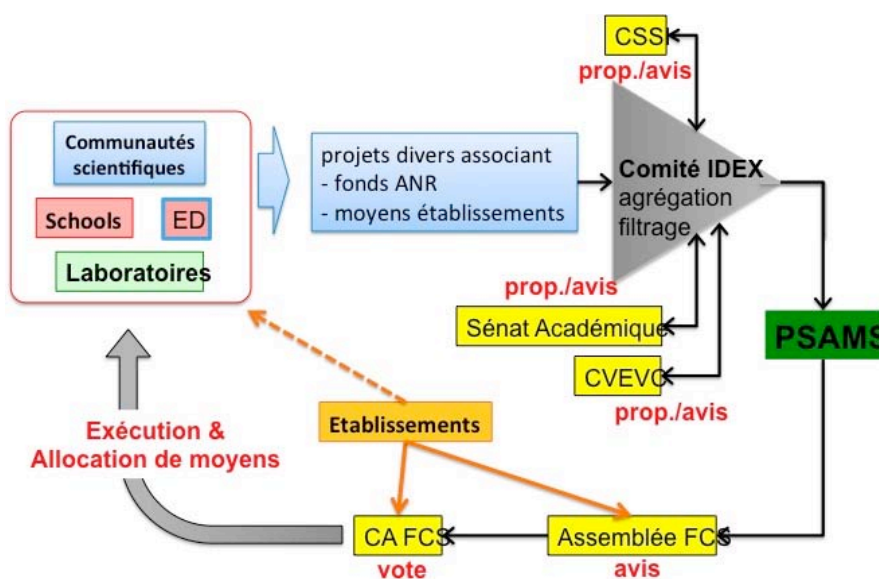 CSSI
prop./avis
Communautés
scientifiques
Schools
ED
Laboratoires
projets divers associant
- fonds ANR
- moyens établissements
Comité IDEX
agrégation
filtrage
prop./avis
Sénat Académique
CVEVC
prop./avis
PSAMS
Etablissements
Exécution &
Allocation de moyens
CA FCS
vote
Assemblée FCS
avis